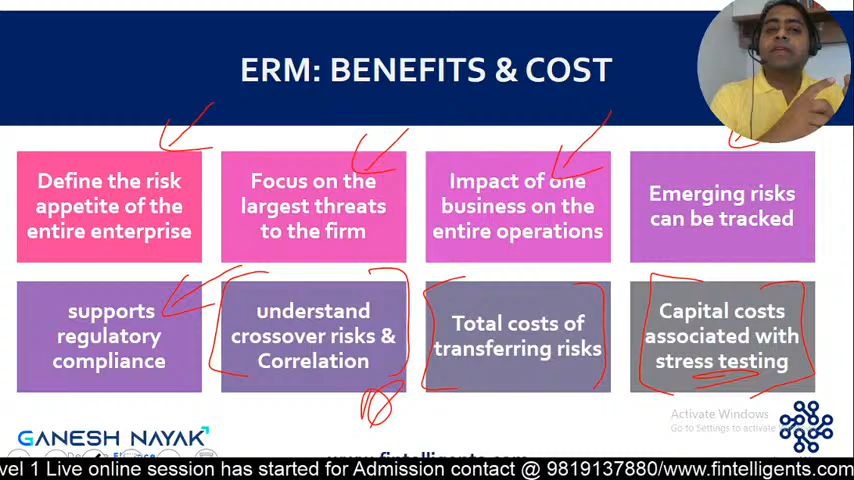 ERM: BENEFITS & COST
Define the risk
appetite of the
entire enterprise
Focus on the
largest threats
to the firm
Impact of one
business on the
entire operations
Emerging risks
can be tracked
supports
regulatory
compliance
understand
crossover risks &
Correlation
Total costs of
transferring risks
Capital costs
associated with
stress testing
Activate Windows
Go to Settings to activate
GANESH NAYAK
vel 1 Live online session has started for Admission contact @ 9819137880/www.fintelligents.com